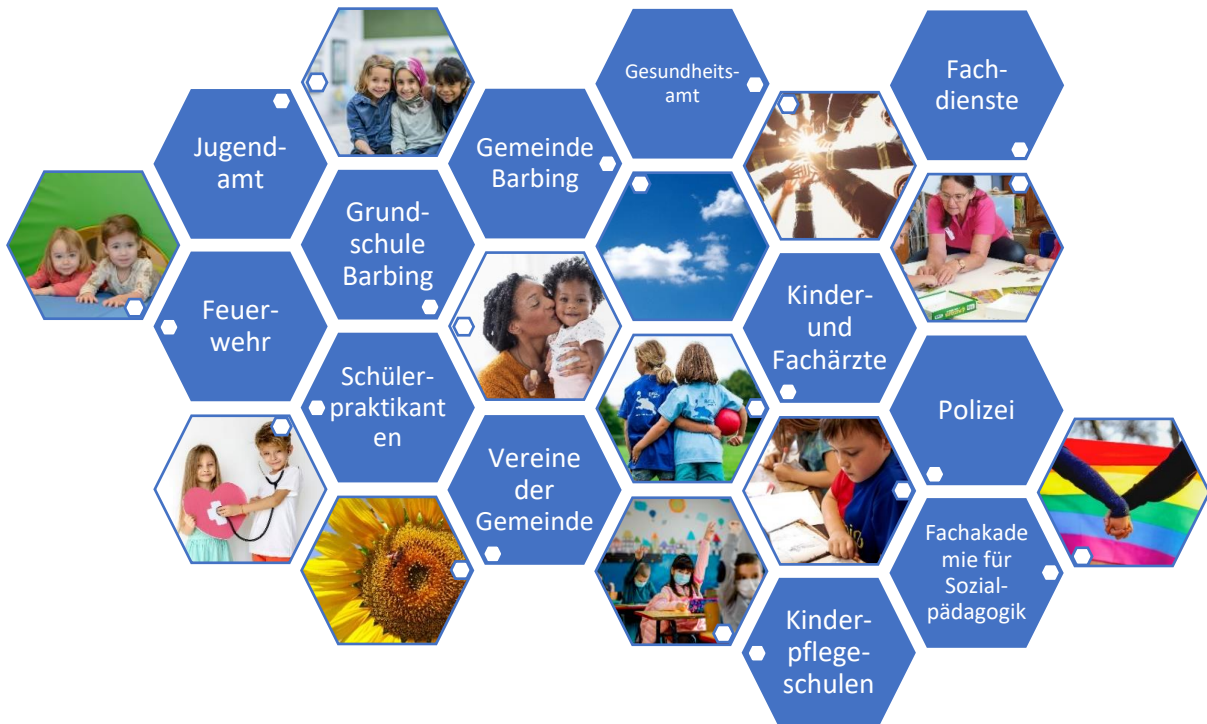 Jugend-
amt
Gemeinde
Barbing
Gesundheits-
amt
Fach-
dienste
Grund-
schule
Barbing
Feuer-
wehr
Kinder-
und
Fachärzte
Schüler-
praktikant
en
Vereine
der
Gemeinde
Polizei
Fachakade
mie für
Sozial-
pädagogik
Kinder-
pflege-
schulen